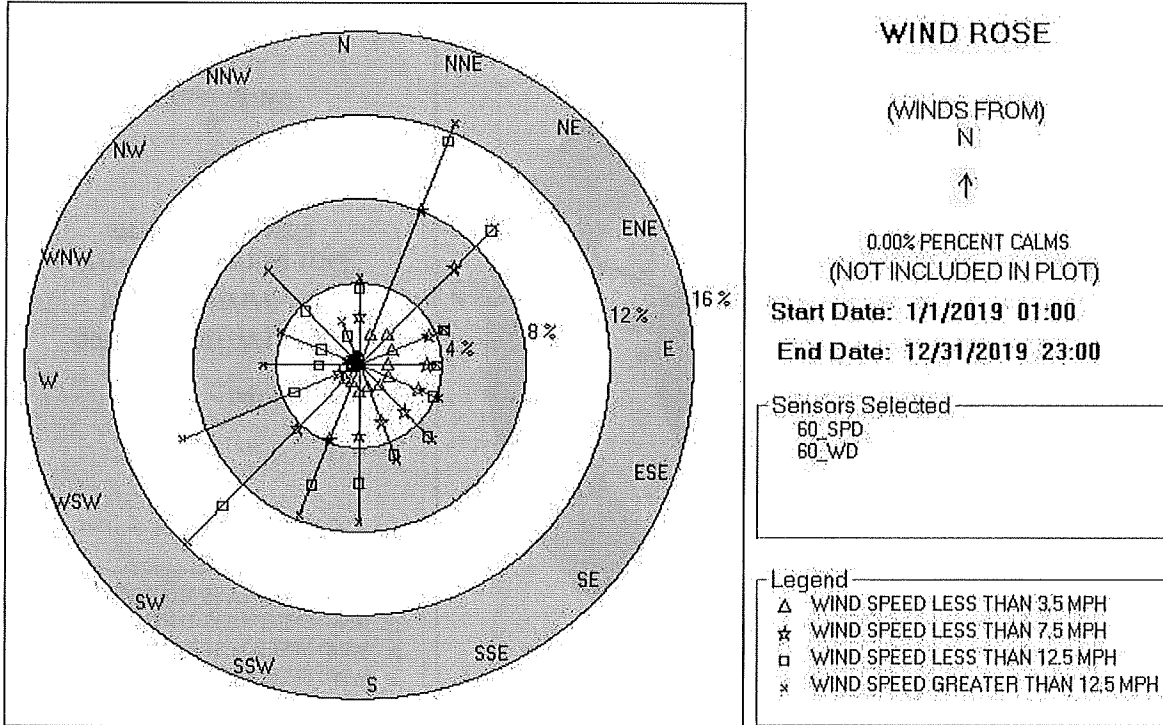 N
NNE
NE
ENE
E
ESE
SE
SSE
S
SSW
SW
WSW
W
WNW
NW
NNW
4 %
8 %
12 %
16 %
WIND ROSE
(WINDS FROM)
N
0.00% PERCENT CALMS
(NOT INCLUDED IN PLOT)
Start Date: 1/1/2019 01:00
End Date: 12/31/2019 23:00
Sensors Selected
60_SPD
60_WD
Legend
WIND SPEED LESS THAN 3.5 MPH
WIND SPEED LESS THAN 7.5 MPH
WIND SPEED LESS THAN 12.5 MPH
WIND SPEED GREATER THAN 12.5 MPH